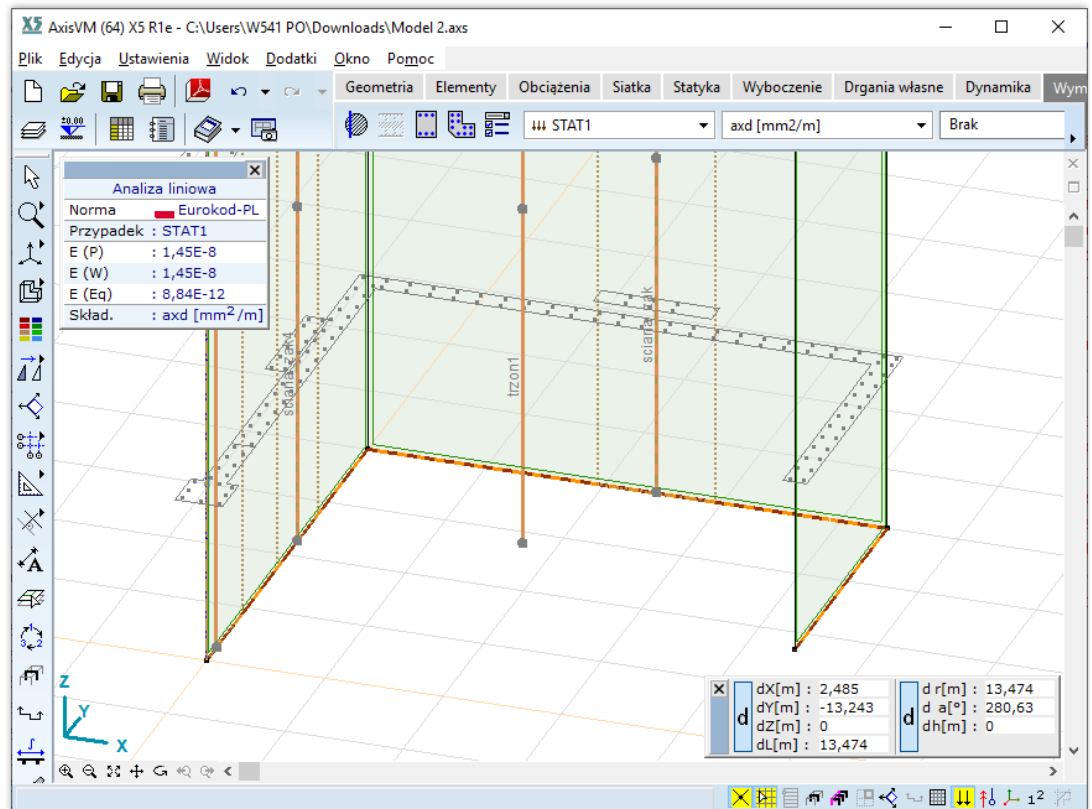 AxisVM (64) X5 R1e - C:\Users\W541 PO\Downloads\Model 2.axs
Plik Edycja Ustawienia Widok Dodatki Okno Pomoc
Geometria Elementy Obciążenia Siatka Statyka Wyboczenie Drgania własne Dynamika Wym
STAT1 axd [mm2/m] Brak
Analiza liniowa
Norma Eurokod-PL
Przypadek : STAT1
E (P) : 1,45E-8
E (W) : 1,45E-8
E (Eq) : 8,84E-12
Skład. : axd [mm²/m]
trzon1
Z
Y
X
d
dX[m] : 2,485
dY[m] : -13,243
dZ[m] : 0
dL[m] : 13,474
d
d r[m] : 13,474
d a[°] : 280,63
dh[m] : 0